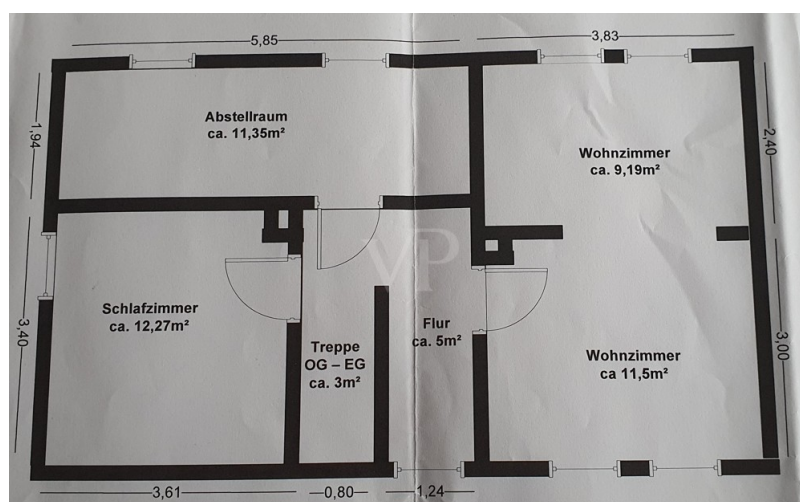 5,85
3,83
Abstellraum
ca. 11,35m²
1,94
Wohnzimmer
ca. 9,19m²
2,40
VP
Schlafzimmer
ca. 12,27m²
3,40
Flur
ca. 5m²
Treppe
OG – EG
ca. 3m²
Wohnzimmer
ca 11,5m²
3,00
3,61
0,80
1,24